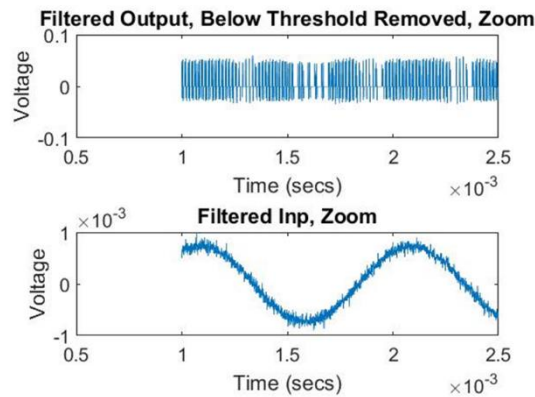 Filtered Output, Below Threshold Removed, Zoom
0.1
0
-0.1
Voltage
0.5 1 1.5 2 2.5
Time (secs)
×10⁻³
×10⁻³
Filtered Inp, Zoom
1
0
-1
Voltage
0.5 1 1.5 2 2.5
Time (secs)
×10⁻³